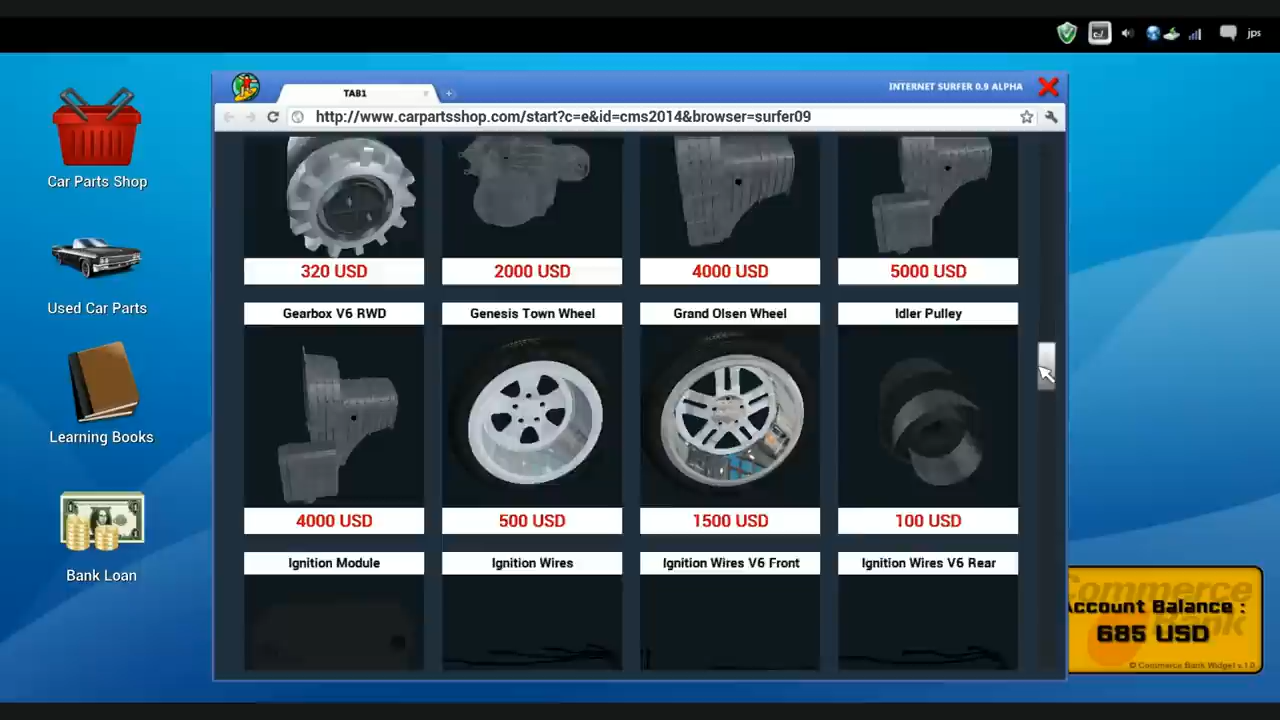 jps
TAB1
INTERNET SURFER 0.9 ALPHA
http://www.carpartsshop.com/start?c=e&id=cms2014&browser=surfer09
Car Parts Shop
Used Car Parts
Learning Books
Bank Loan
320 USD
2000 USD
4000 USD
5000 USD
Gearbox V6 RWD
Genesis Town Wheel
Grand Olsen Wheel
Idler Pulley
4000 USD
500 USD
1500 USD
100 USD
Ignition Module
Ignition Wires
Ignition Wires V6 Front
Ignition Wires V6 Rear
Commerce
Bank
Account Balance :
685 USD
© Commerce Bank Widget v.1.0